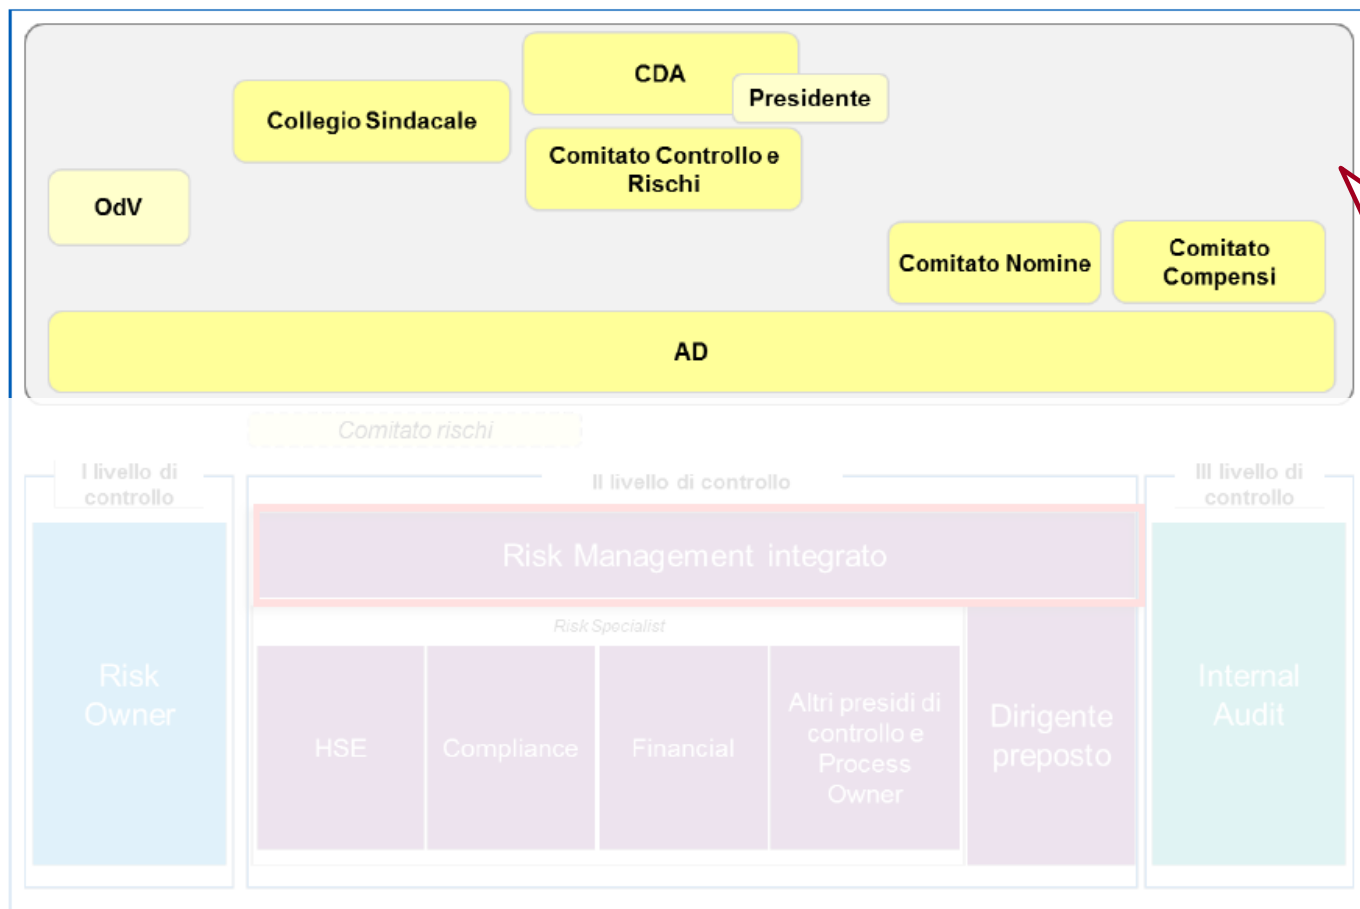 CDA
Presidente
Collegio Sindacale
Comitato Controllo e
Rischi
OdV
Comitato Nomine
Comitato
Compensi
AD
Comitato rischi
I livello di
controllo
II livello di controllo
III livello di
controllo
Risk Management integrato
Risk Specialist
Risk
Owner
HSE
Compliance
Financial
Altri presidi di
controllo e
Process
Owner
Dirigente
preposto
Internal
Audit